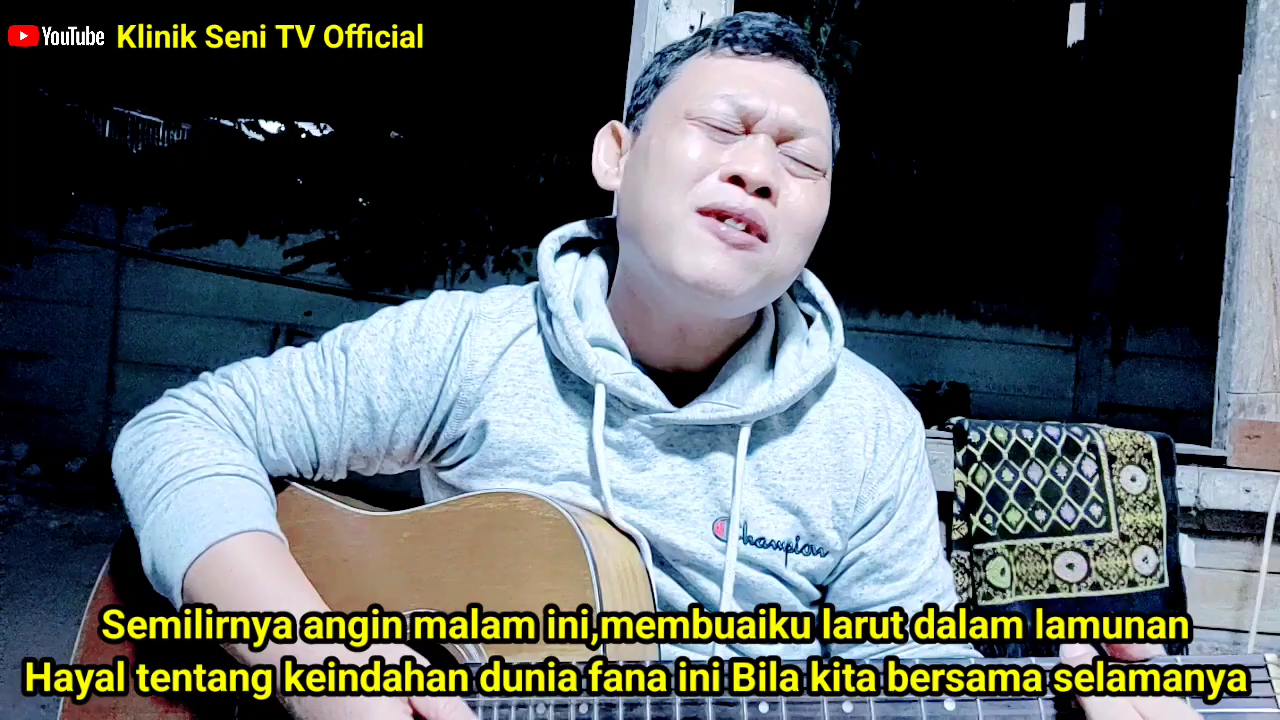 YouTube Klinik Seni TV Official
Champion
Semilirnya angin malam ini,membuaiku larut dalam lamunan
Hayal tentang keindahan dunia fana ini Bila kita bersama selamanya